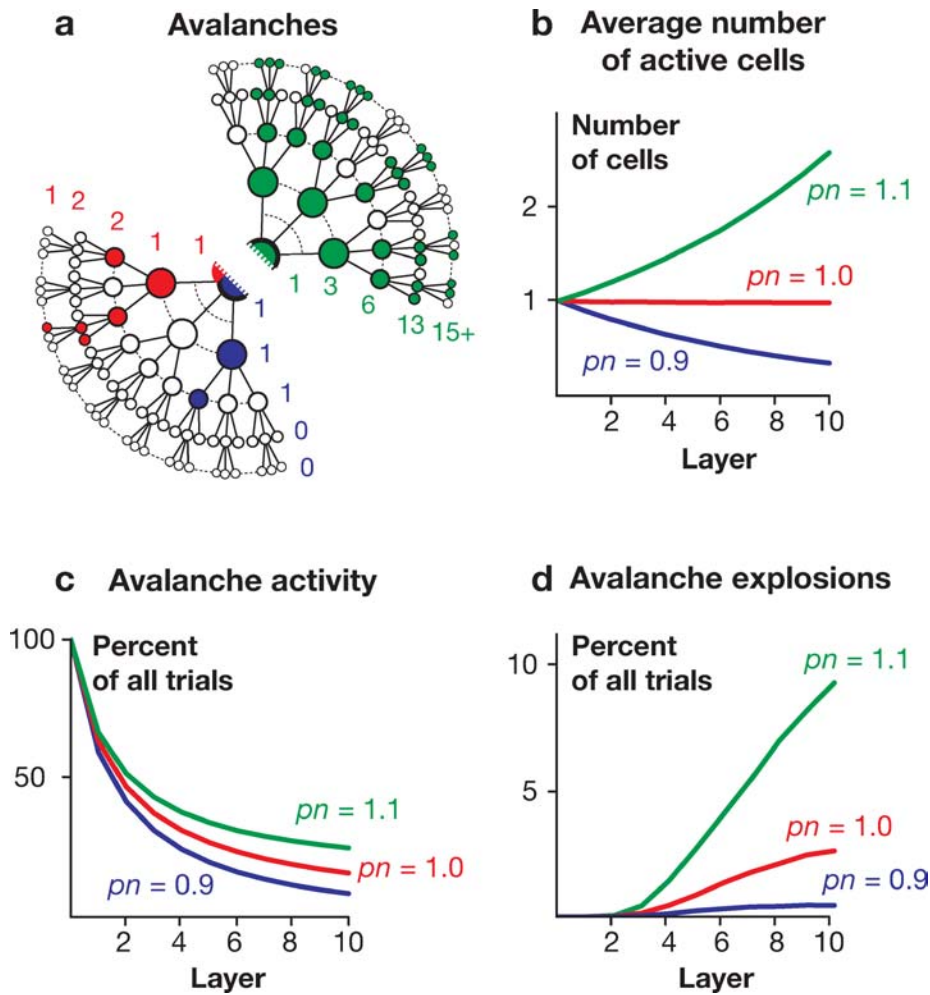 a Avalanches
1 2 2 1 1
1
1
1
0
0
1 3 6 13 15+
b Average number
of active cells
Number
of cells
2
1
pn = 1.1
pn = 1.0
pn = 0.9
2 4 6 8 10
Layer
c Avalanche activity
100
50
Percent
of all trials
pn = 1.1
pn = 1.0
pn = 0.9
2 4 6 8 10
Layer
d Avalanche explosions
10
5
Percent
of all trials
pn = 1.1
pn = 1.0
pn = 0.9
2 4 6 8 10
Layer